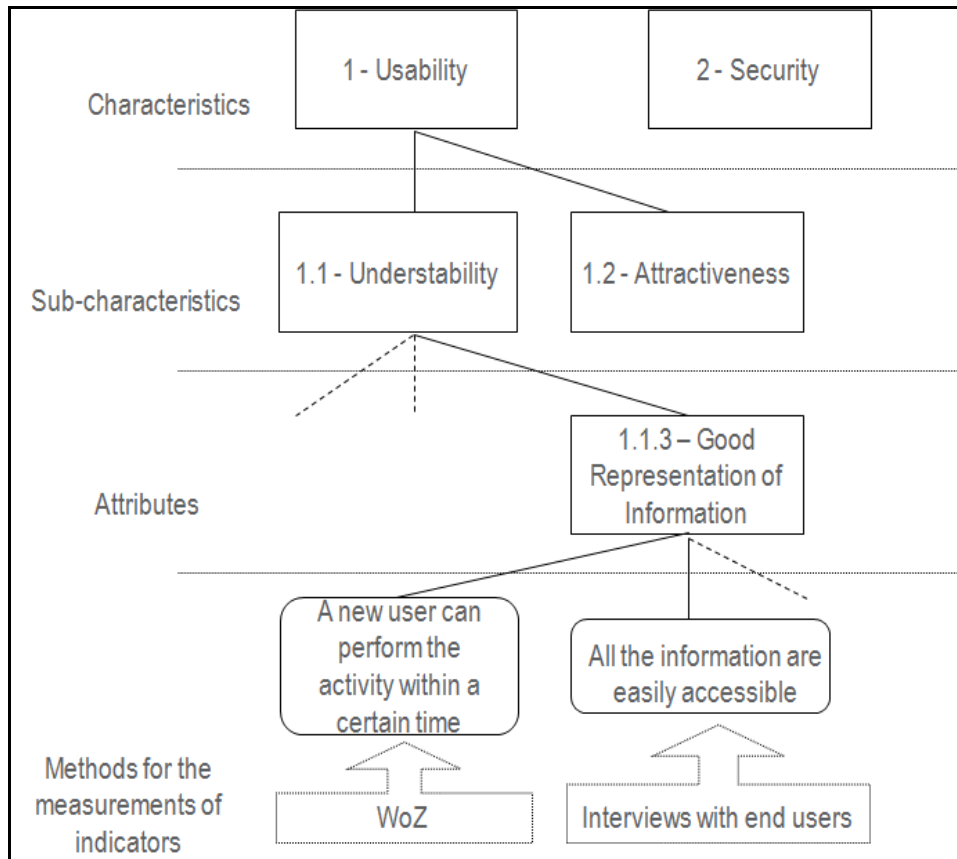 1 - Usability
2 - Security
Characteristics
1.1 - Understability
1.2 - Attractiveness
Sub-characteristics
1.1.3 – Good
Representation of
Information
Attributes
A new user can
perform the
activity within a
certain time
All the information are
easily accessible
Methods for the
measurements of
indicators
WoZ
Interviews with end users